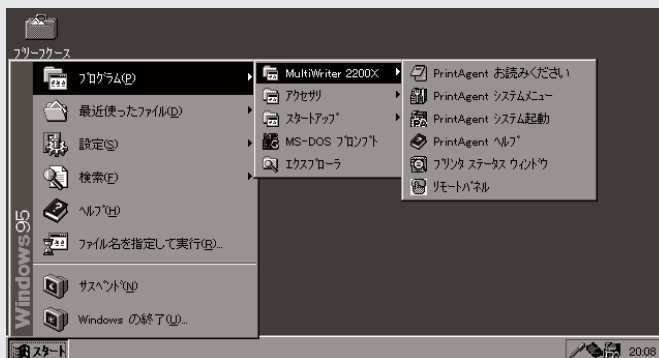 ブリーフケース
プログラム(P)
最近使ったファイル(D)
設定(S)
検索(F)
ヘルプ(H)
ファイル名を指定して実行(R)...
サスペンド(N)
Windows の終了(U)...
Windows95
MultiWriter 2200X
アクセサリ
スタートアップ
MS-DOS プロンプト
エクスプローラ
PrintAgent お読みください
PrintAgent システムメニュー
PrintAgent システム起動
PrintAgent ヘルプ
プリンタ ステータス ウィンドウ
リモートパネル
スタート
20:08